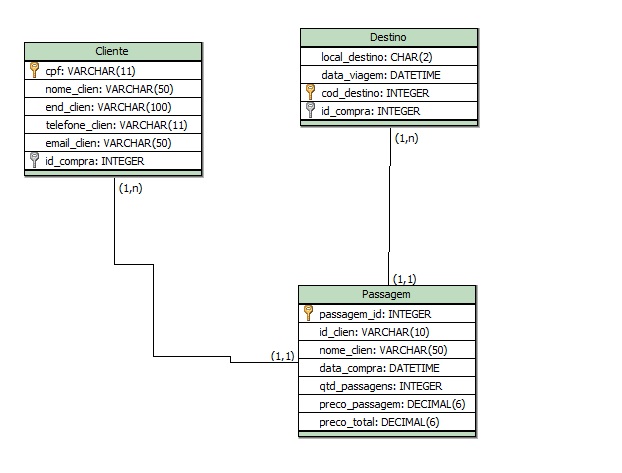 Cliente
cpf: VARCHAR(11)
nome_clien: VARCHAR(50)
end_clien: VARCHAR(100)
telefone_clien: VARCHAR(11)
email_clien: VARCHAR(50)
id_compra: INTEGER
(1,n)
Destino
local_destino: CHAR(2)
data_viagem: DATETIME
cod_destino: INTEGER
id_compra: INTEGER
(1,n)
(1,1)
(1,1)
Passagem
passagem_id: INTEGER
id_clien: VARCHAR(10)
nome_clien: VARCHAR(50)
data_compra: DATETIME
qtd_passagens: INTEGER
preco_passagem: DECIMAL(6)
preco_total: DECIMAL(6)